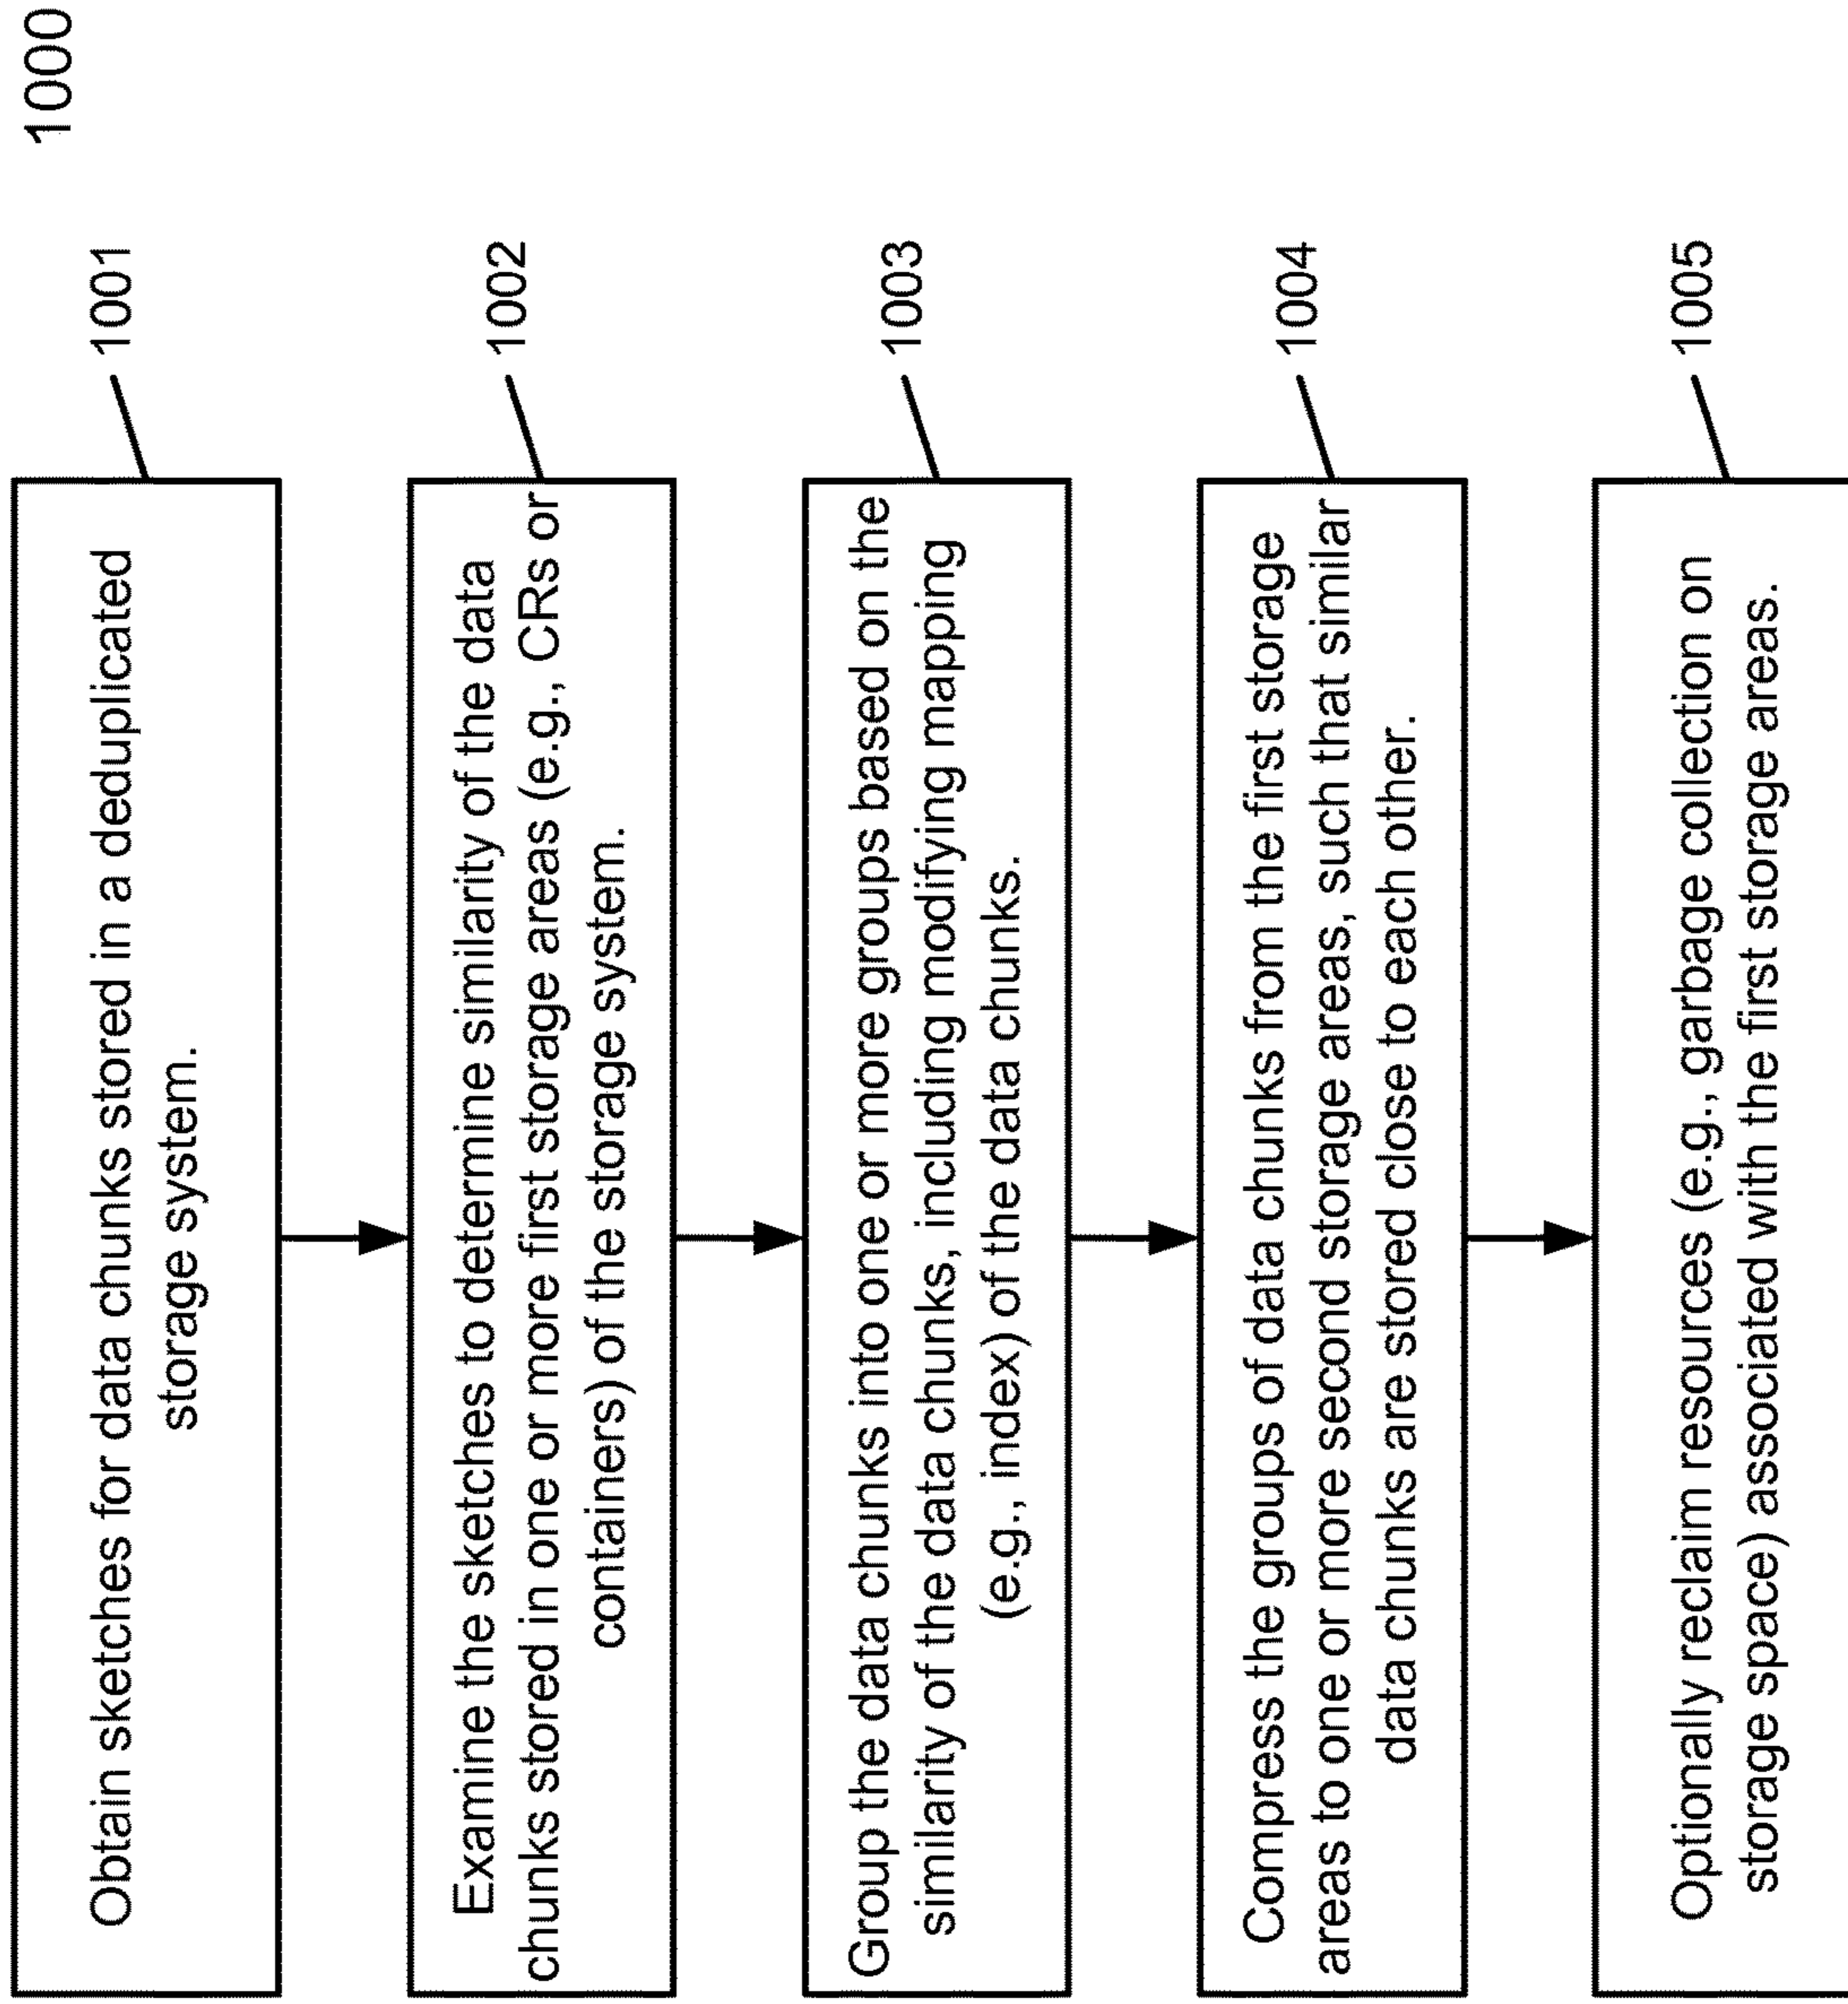 1000
Obtain sketches for data chunks stored in a deduplicated
storage system.
1001
Examine the sketches to determine similarity of the data
chunks stored in one or more first storage areas (e.g., CRs or
containers) of the storage system.
1002
Group the data chunks into one or more groups based on the
similarity of the data chunks, including modifying mapping
(e.g., index) of the data chunks.
1003
Compress the groups of data chunks from the first storage
areas to one or more second storage areas, such that similar
data chunks are stored close to each other.
1004
Optionally reclaim resources (e.g., garbage collection on
storage space) associated with the first storage areas.
1005